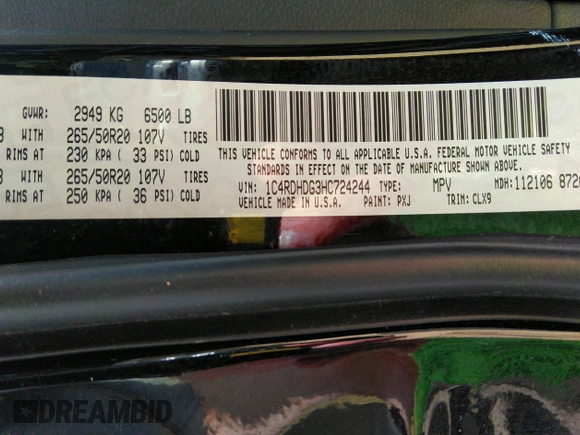 GVWR: 2949 KG 6500 LB
WITH 265/50R20 107V TIRES
RIMS AT 230 KPA ( 33 PSI) COLD
WITH 265/50R20 107V TIRES
RIMS AT 250 KPA ( 36 PSI) COLD
THIS VEHICLE CONFORMS TO ALL APPLICABLE U.S.A. FEDERAL MOTOR VEHICLE SAFETY
STANDARDS IN EFFECT ON THE DATE OF MANUFACTURE SHOWN ABOVE.
VIN: 1C4RDHDG3HC724244 TYPE: MPV MDH:112106 872
VEHICLE MADE IN U.S.A. PAINT: PXJ TRIM: CLX9
DREAMBID